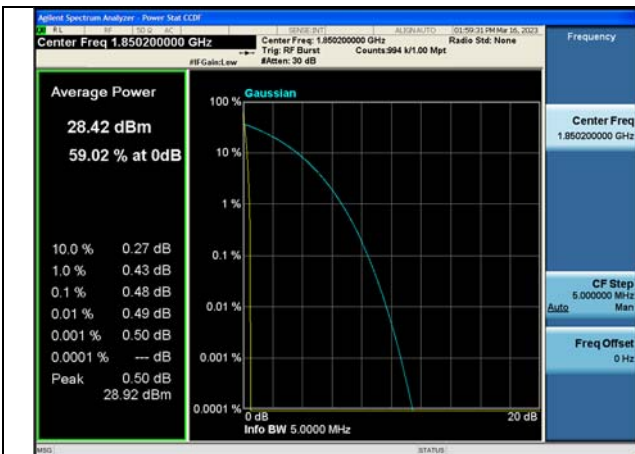 Agilent Spectrum Analyzer - Power Stat CCDF
RL RF 50 Ω AC SENSE:INT ALIGNAUTO 01:59:31 PM Mar 16, 2023
Center Freq 1.850200000 GHz
Center Freq: 1.850200000 GHz Radio Std: None
Trig: RF Burst Counts:994 k/1.00 Mpt
#IFGain:Low #Atten: 30 dB
Frequency
Average Power
28.42 dBm
59.02 % at 0dB
10.0 % 0.27 dB
1.0 % 0.43 dB
0.1 % 0.48 dB
0.01 % 0.49 dB
0.001 % 0.50 dB
0.0001 % --- dB
Peak 0.50 dB
28.92 dBm
100 % Gaussian
10 %
1 %
0.1 %
0.01 %
0.001 %
0.0001 %
0 dB 20 dB
Info BW 5.0000 MHz
Center Freq
1.850200000 GHz
CF Step
5.000000 MHz
Auto Man
Freq Offset
0 Hz
MSG STATUS